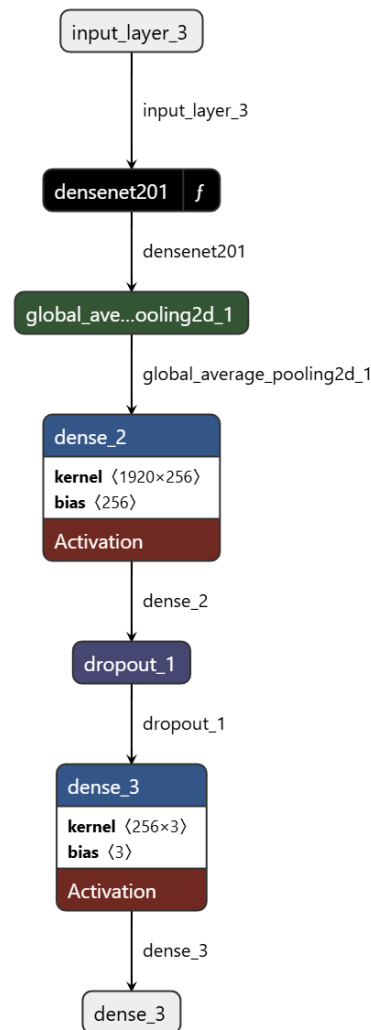 input_layer_3
input_layer_3
densenet201 f
densenet201
global_ave...ooling2d_1
global_average_pooling2d_1
dense_2
kernel 〈1920×256〉
bias 〈256〉
Activation
dense_2
dropout_1
dropout_1
dense_3
kernel 〈256×3〉
bias 〈3〉
Activation
dense_3
dense_3